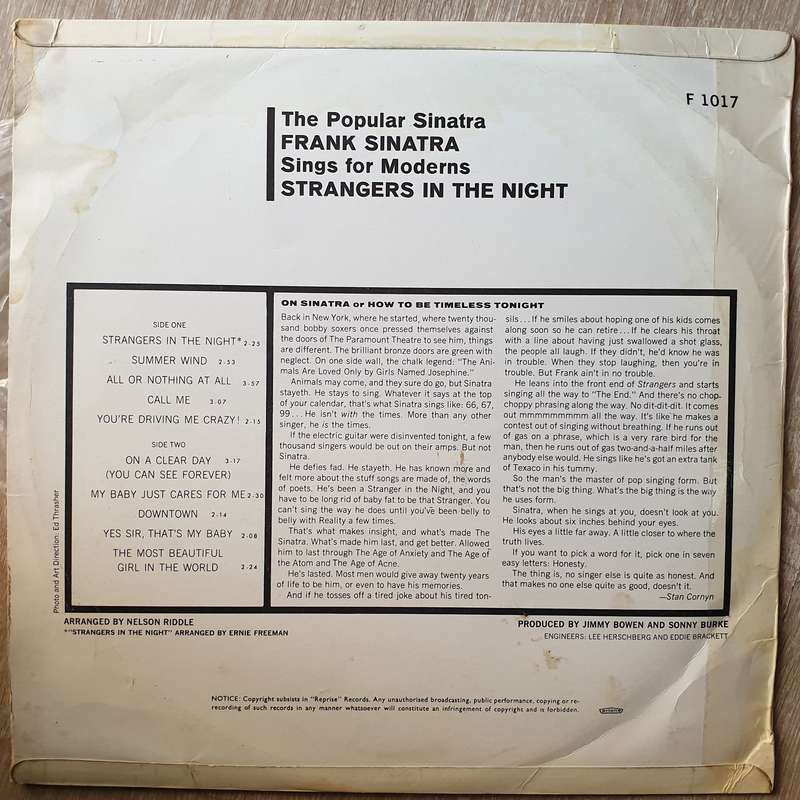 F 1017
The Popular Sinatra
FRANK SINATRA
Sings for Moderns
STRANGERS IN THE NIGHT
SIDE ONE
STRANGERS IN THE NIGHT* 2.25
SUMMER WIND 2.53
ALL OR NOTHING AT ALL 3.57
CALL ME 3.07
YOU'RE DRIVING ME CRAZY! 2.15
SIDE TWO
ON A CLEAR DAY 3.17
(YOU CAN SEE FOREVER)
MY BABY JUST CARES FOR ME 2.30
DOWNTOWN 2.14
YES SIR, THAT'S MY BABY 2.08
THE MOST BEAUTIFUL
GIRL IN THE WORLD 2.24
ON SINATRA or HOW TO BE TIMELESS TONIGHT
Back in New York, where he started, where twenty thou-
sand bobby soxers once pressed themselves against
the doors of The Paramount Theatre to see him, things
are different. The brilliant bronze doors are green with
neglect. On one side wall, the chalk legend: "The Ani-
mals Are Loved Only by Girls Named Josephine."
Animals may come, and they sure do go, but Sinatra
stayeth. He stays to sing. Whatever it says at the top
of your calendar, that's what Sinatra sings like: 66, 67,
99... He isn't with the times. More than any other
singer, he is the times.
If the electric guitar were disinvented tonight, a few
thousand singers would be out on their amps. But not
Sinatra.
He defies fad. He stayeth. He has known more and
felt more about the stuff songs are made of, the words
of poets. He's been a Stranger in the Night, and you
have to be long rid of baby fat to be that Stranger. You
can't sing the way he does until you've been belly to
belly with Reality a few times.
That's what makes insight, and what's made The
Sinatra. What's made him last, and get better. Allowed
him to last through The Age of Anxiety and The Age of
the Atom and The Age of Acne.
He's lasted. Most men would give away twenty years
of life to be him, or even to have his memories.
And if he tosses off a tired joke about his tired ton-
sils... If he smiles about hoping one of his kids comes
along soon so he can retire... If he clears his throat
with a line about having just swallowed a shot glass,
the people all laugh. If they didn't, he'd know he was
in trouble. When they stop laughing, then you're in
trouble. But Frank ain't in no trouble.
He leans into the front end of Strangers and starts
singing all the way to "The End." And there's no chop-
choppy phrasing along the way. No dit-dit-dit. It comes
out mmmmmmmm all the way. It's like he makes a
contest out of singing without breathing. If he runs out
of gas on a phrase, which is a very rare bird for the
man, then he runs out of gas two-and-a-half miles after
anybody else would. He sings like he's got an extra tank
of Texaco in his tummy.
So the man's the master of pop singing form. But
that's not the big thing. What's the big thing is the way
he uses form.
Sinatra, when he sings at you, doesn't look at you.
He looks about six inches behind your eyes.
His eyes a little far away. A little closer to where the
truth lives.
If you want to pick a word for it, pick one in seven
easy letters: Honesty.
The thing is, no singer else is quite as honest. And
that makes no one else quite as good, doesn't it.
—Stan Cornyn
Photo and Art Direction: Ed Thrasher
ARRANGED BY NELSON RIDDLE
*"STRANGERS IN THE NIGHT" ARRANGED BY ERNIE FREEMAN
PRODUCED BY JIMMY BOWEN AND SONNY BURKE
ENGINEERS: LEE HERSCHBERG AND EDDIE BRACKETT
NOTICE: Copyright subsists in "Reprise" Records. Any unauthorised broadcasting, public performance, copying or re-
recording of such records in any manner whatsoever will constitute an infringement of copyright and is forbidden.